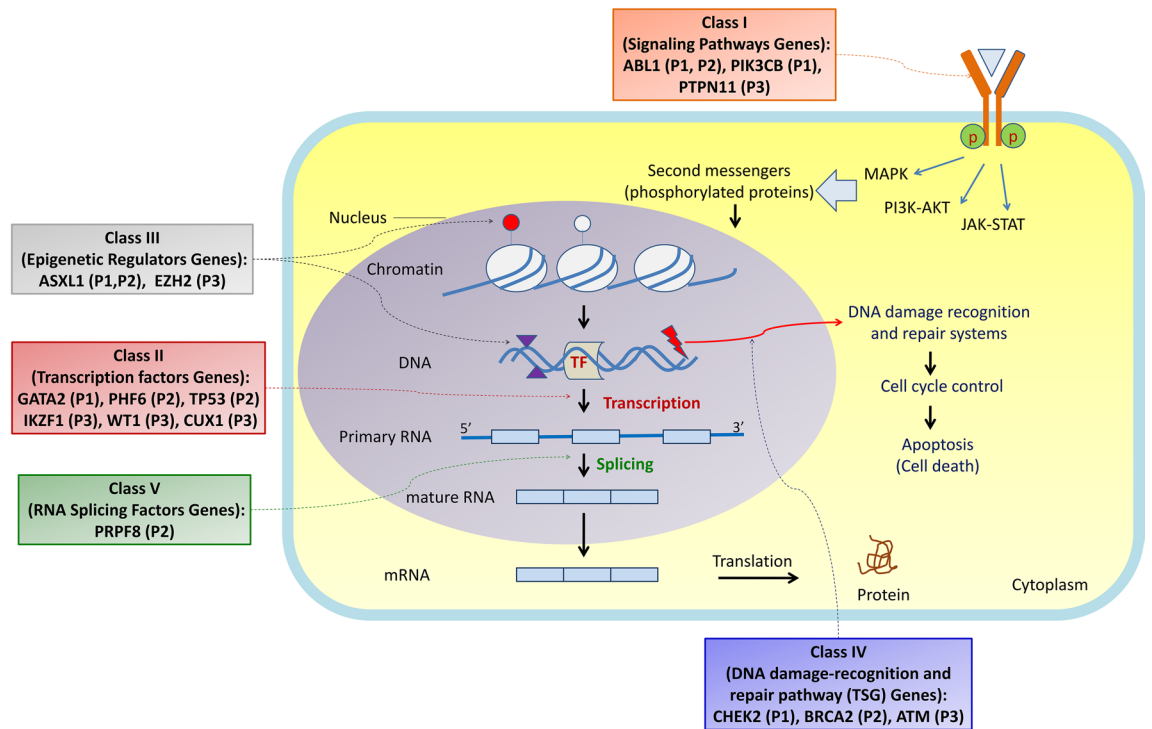 Class I
(Signaling Pathways Genes):
ABL1 (P1, P2), PIK3CB (P1),
PTPN11 (P3)
p
p
MAPK
PI3K-AKT
JAK-STAT
Second messengers
(phosphorylated proteins)
Nucleus
Chromatin
Class III
(Epigenetic Regulators Genes):
ASXL1 (P1,P2), EZH2 (P3)
DNA
TF
DNA damage recognition
and repair systems
Cell cycle control
Apoptosis
(Cell death)
Class II
(Transcription factors Genes):
GATA2 (P1), PHF6 (P2), TP53 (P2)
IKZF1 (P3), WT1 (P3), CUX1 (P3)
Transcription
Primary RNA
5’
3’
Splicing
Class V
(RNA Splicing Factors Genes):
PRPF8 (P2)
mature RNA
mRNA
Translation
Protein
Cytoplasm
Class IV
(DNA damage-recognition and
repair pathway (TSG) Genes):
CHEK2 (P1), BRCA2 (P2), ATM (P3)